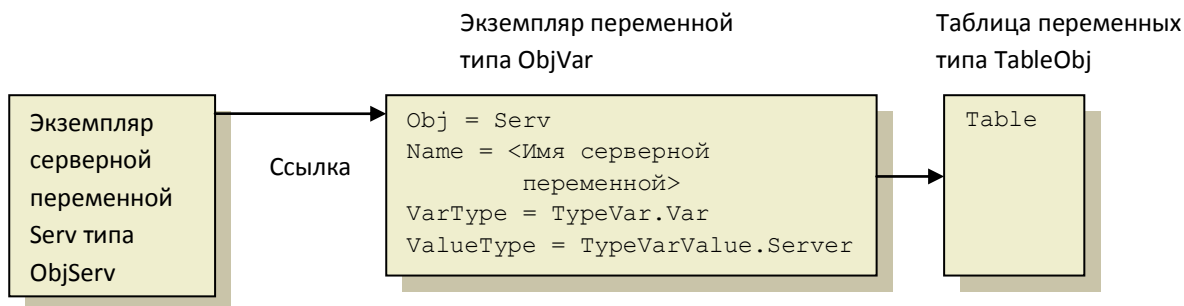 Экземпляр переменной
типа ObjVar
Таблица переменных
типа TableObj
Экземпляр
серверной
переменной
Serv типа
ObjServ
Ссылка
Obj = Serv
Name = <Имя серверной
переменной>
VarType = TypeVar.Var
ValueType = TypeVarValue.Server
Table